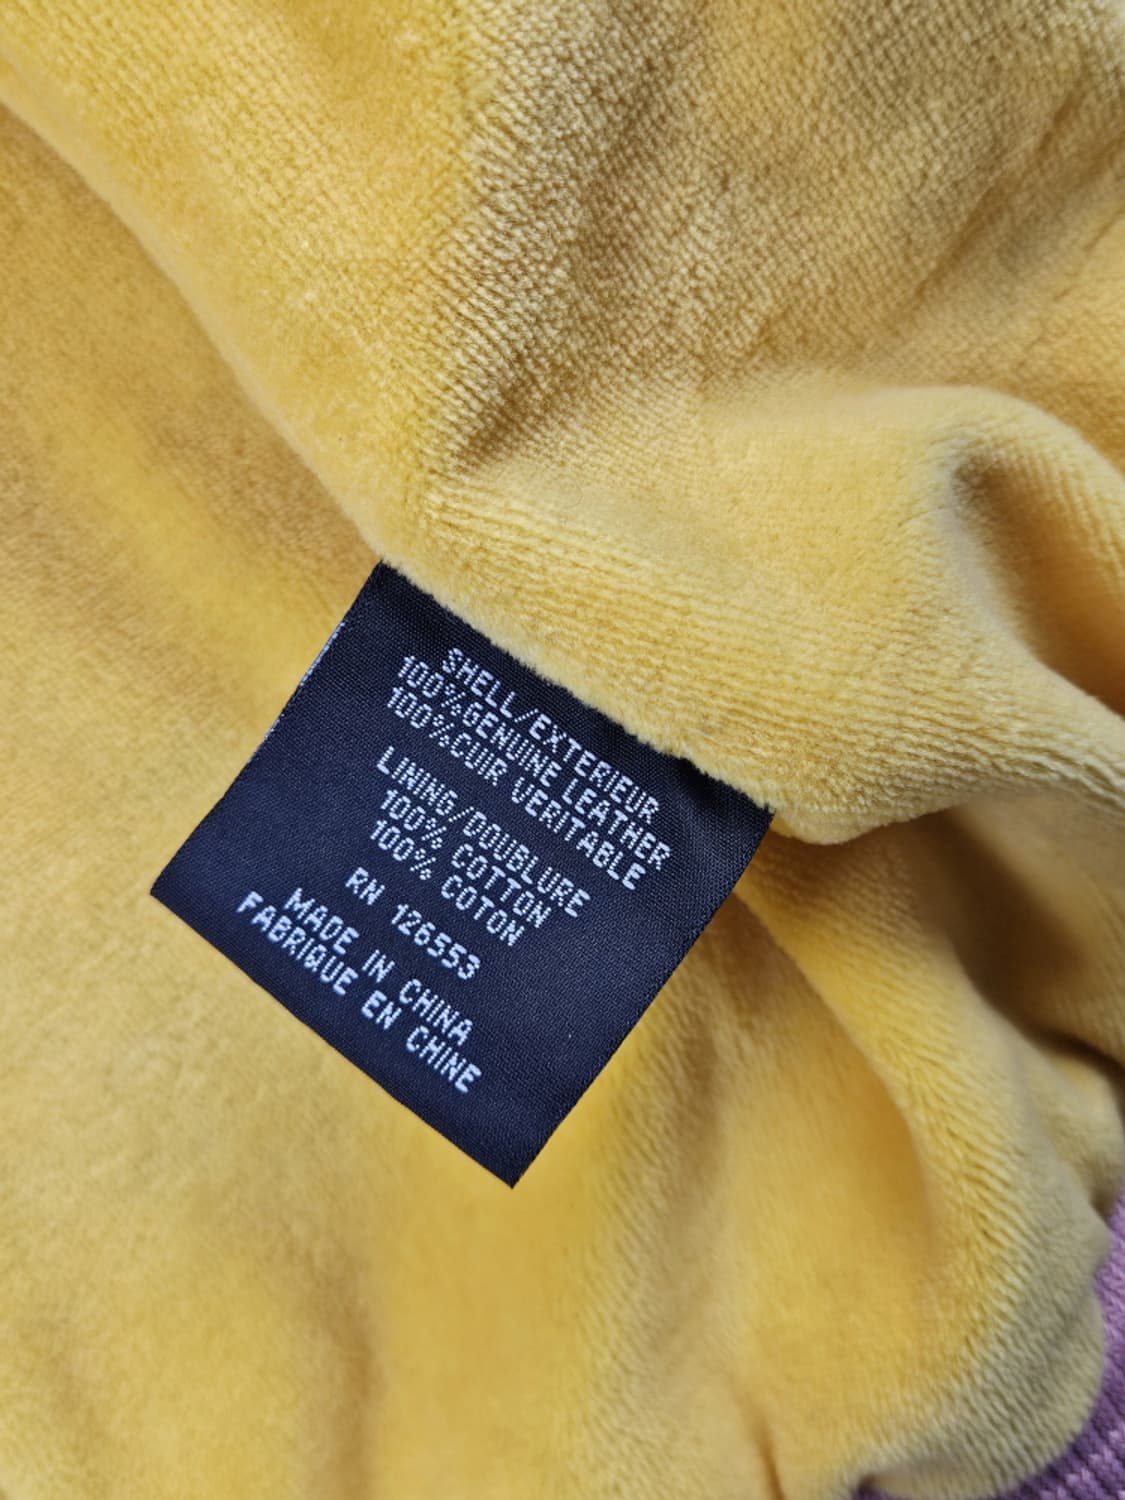 SHELL/EXTERIEUR
100%GENUINE LEATHER
100%CUIR VERITABLE
LINING/DOUBLURE
100% COTTON
100% COTON
RN 126553
MADE IN CHINA
FABRIQUE EN CHINE